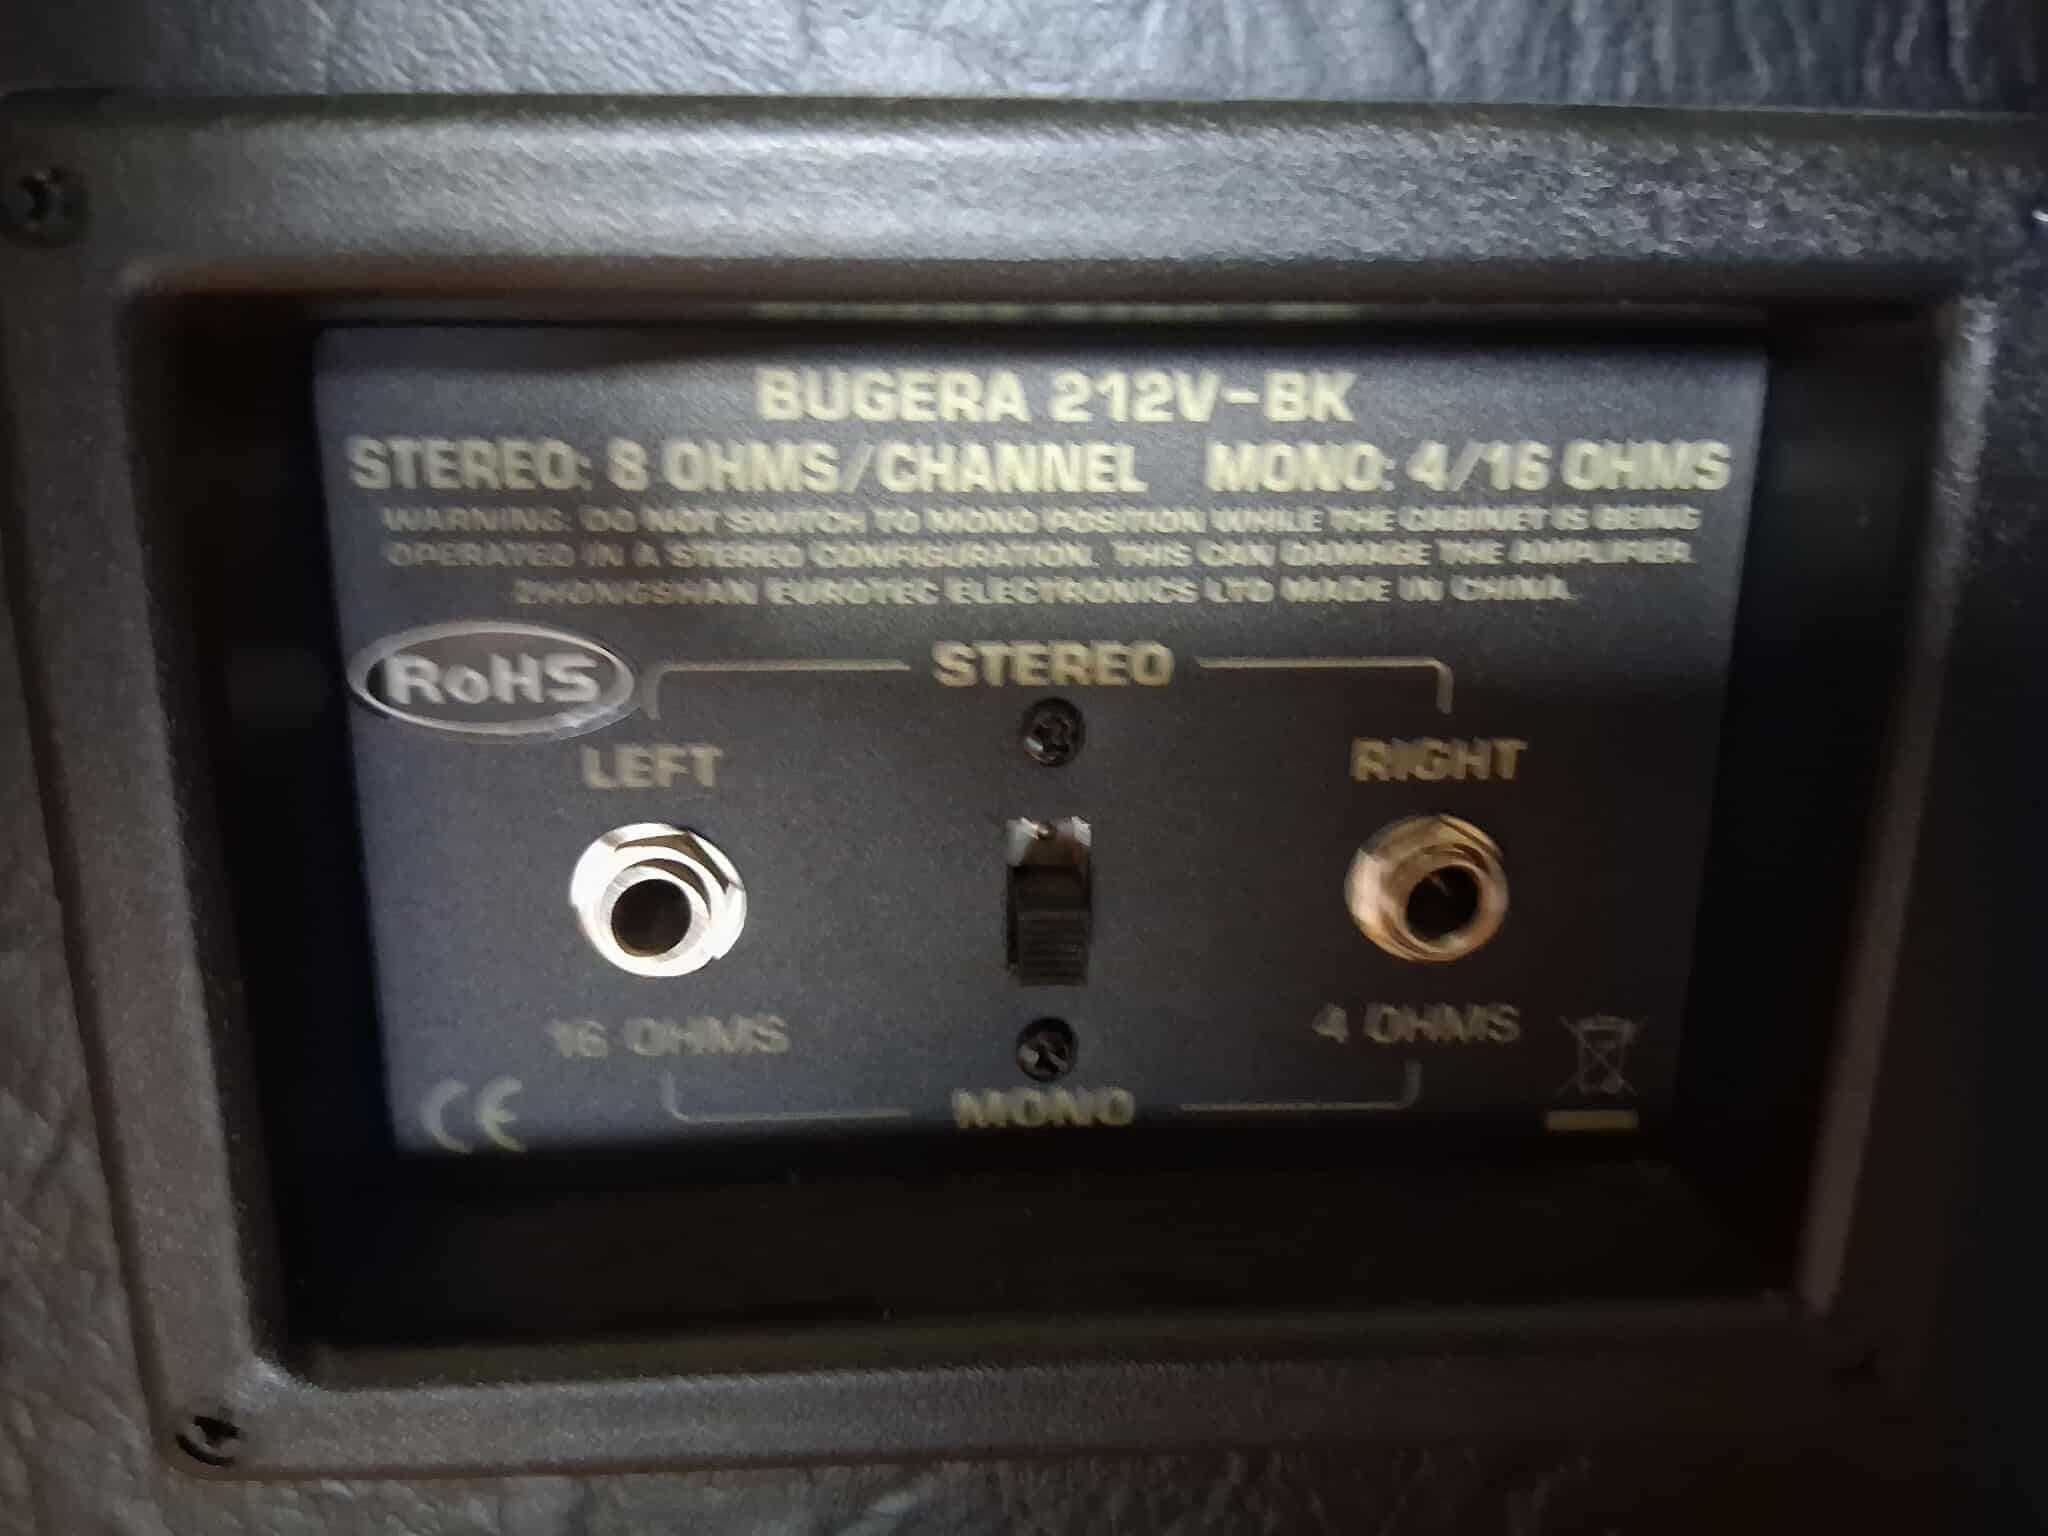 BUGERA 212V-BK
STEREO: 8 OHMS/CHANNEL MONO: 4/16 OHMS
WARNING: DO NOT SWITCH TO MONO POSITION WHILE THE CABINET IS BEING
OPERATED IN A STEREO CONFIGURATION. THIS CAN DAMAGE THE AMPLIFIER.
ZHONGSHAN EUROTEC ELECTRONICS LTD MADE IN CHINA.
RoHS
STEREO
LEFT
RIGHT
16 OHMS
4 OHMS
MONO
CE